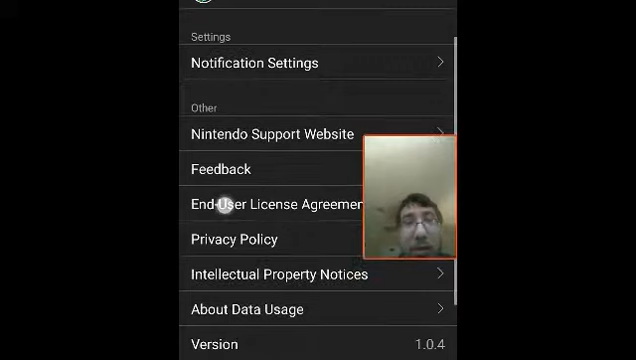 Settings
Notification Settings
Other
Nintendo Support Website
Feedback
End-User License Agreemen
Privacy Policy
Intellectual Property Notices
About Data Usage
Version 1.0.4